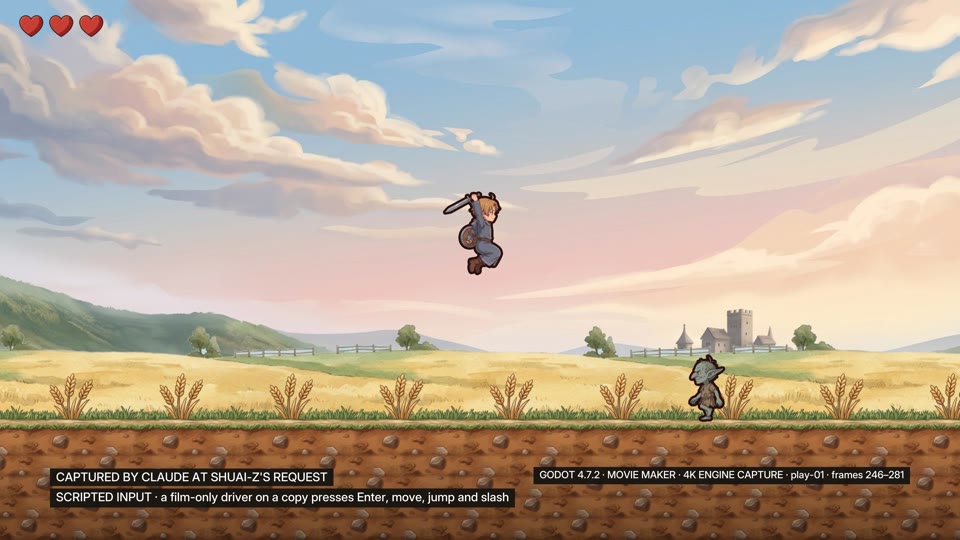 CAPTURED BY CLAUDE AT SHUAI-Z'S REQUEST
SCRIPTED INPUT · a film-only driver on a copy presses Enter, move, jump and slash
GODOT 4.7.2 · MOVIE MAKER · 4K ENGINE CAPTURE · play-01 · frames 246–281